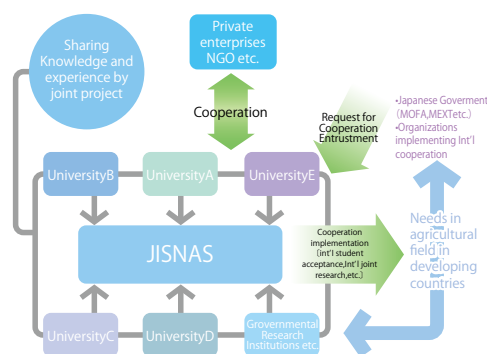 Sharing
Knowledge and
experience by
joint project
Private
enterprises
NGO etc.
Cooperation
Request for
Cooperation
Entrustment
•Japanese Goverment
(MOFA,MEXTetc.)
•Organizations
implementing Int'l
cooperation
UniversityB
UniversityA
UniversityE
JISNAS
Cooperation
implementation
(int'l student
acceptance,Int'l joint
research,etc.)
Needs in
agricultural
field in
developing
countries
UniversityC
UniversityD
Grovernmental
Research
Institutions etc.